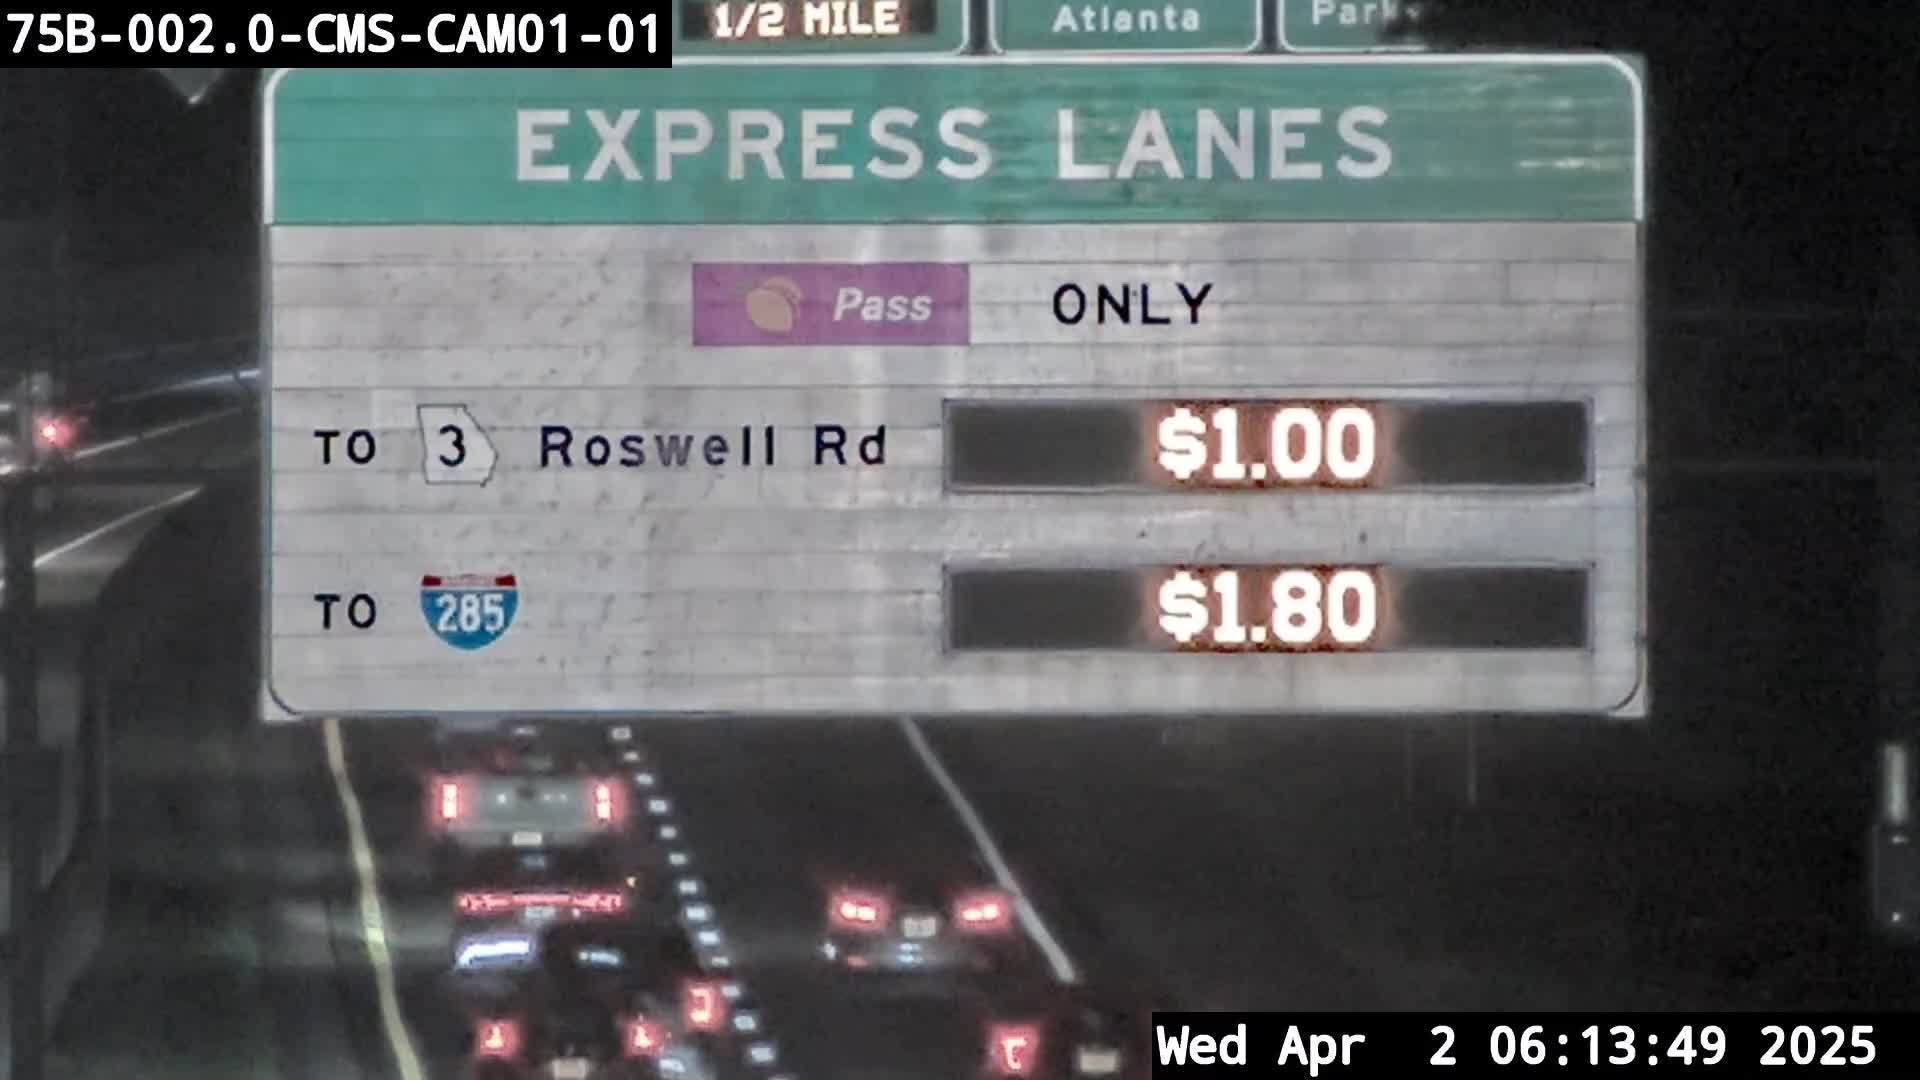 75B-002.0-CMS-CAM01-01
1/2 MILE
Atlanta
Park
EXPRESS LANES
Pass ONLY
TO 3 Roswell Rd $1.00
TO 285 $1.80
Wed Apr 2 06:13:49 2025